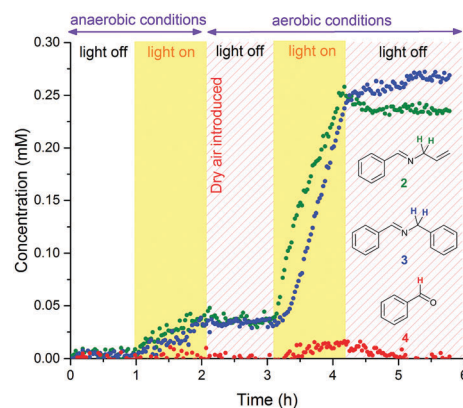 anaerobic conditions aerobic conditions
light off light on light off light on light off
Dry air introduced
Concentration (mM)
0.30
0.25
0.20
0.15
0.10
0.05
0.00
H H
N
2
H H
N
3
H
O
4
0 1 2 3 4 5 6
Time (h)